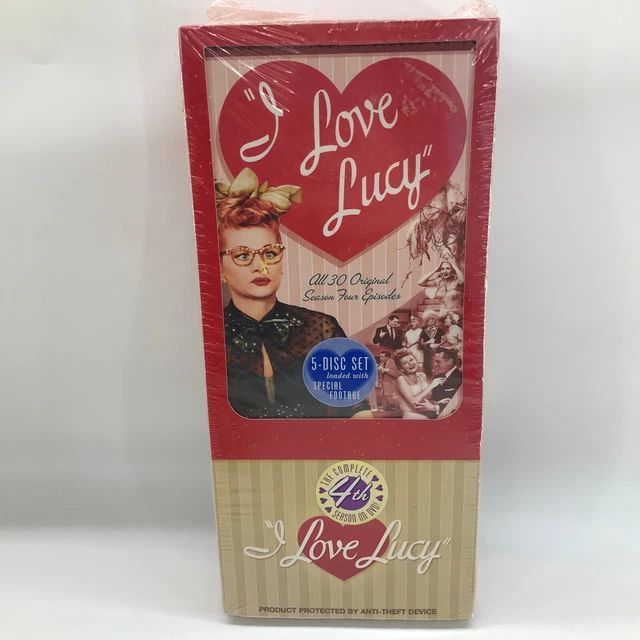 "I Love
Lucy"
All 30 Original
Season Four Episodes
5-DISC SET
loaded with
SPECIAL
FOOTAGE
THE COMPLETE
4th
SEASON ON DVD!
"I Love Lucy"
PRODUCT PROTECTED BY ANTI-THEFT DEVICE